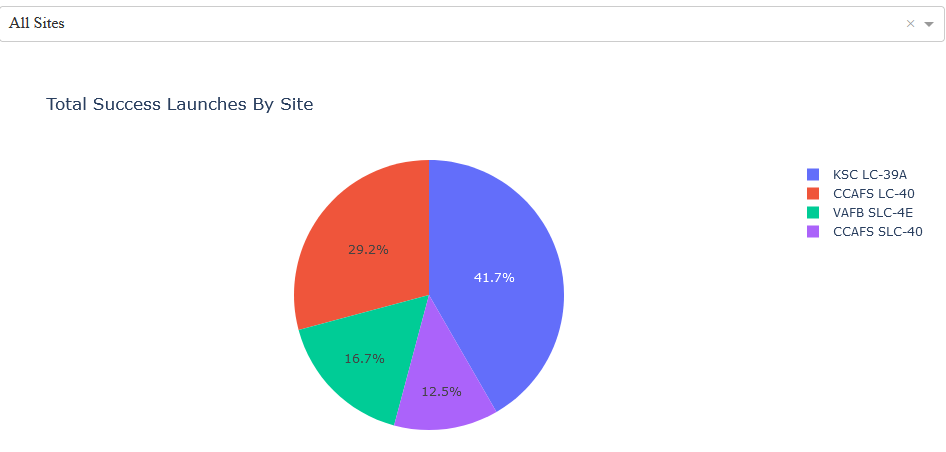 All Sites
×
Total Success Launches By Site
KSC LC-39A
CCAFS LC-40
VAFB SLC-4E
CCAFS SLC-40
29.2%
41.7%
16.7%
12.5%